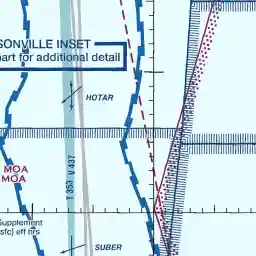 SONVILLE INSET
art for additional detail
HOTAR
T 353 V 437
MOA
MOA
Supplement
sfc) eff hrs
SUBER